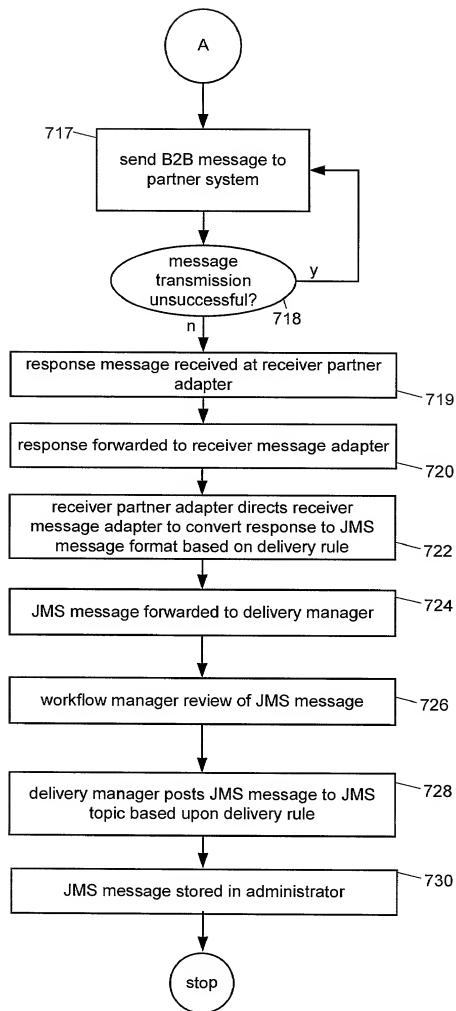 A
717
send B2B message to
partner system
message
transmission
unsuccessful?
y
718
n
response message received at receiver partner
adapter
719
response forwarded to receiver message adapter
720
receiver partner adapter directs receiver
message adapter to convert response to JMS
message format based on delivery rule
722
JMS message forwarded to delivery manager
724
workflow manager review of JMS message
726
delivery manager posts JMS message to JMS
topic based upon delivery rule
728
JMS message stored in administrator
730
stop